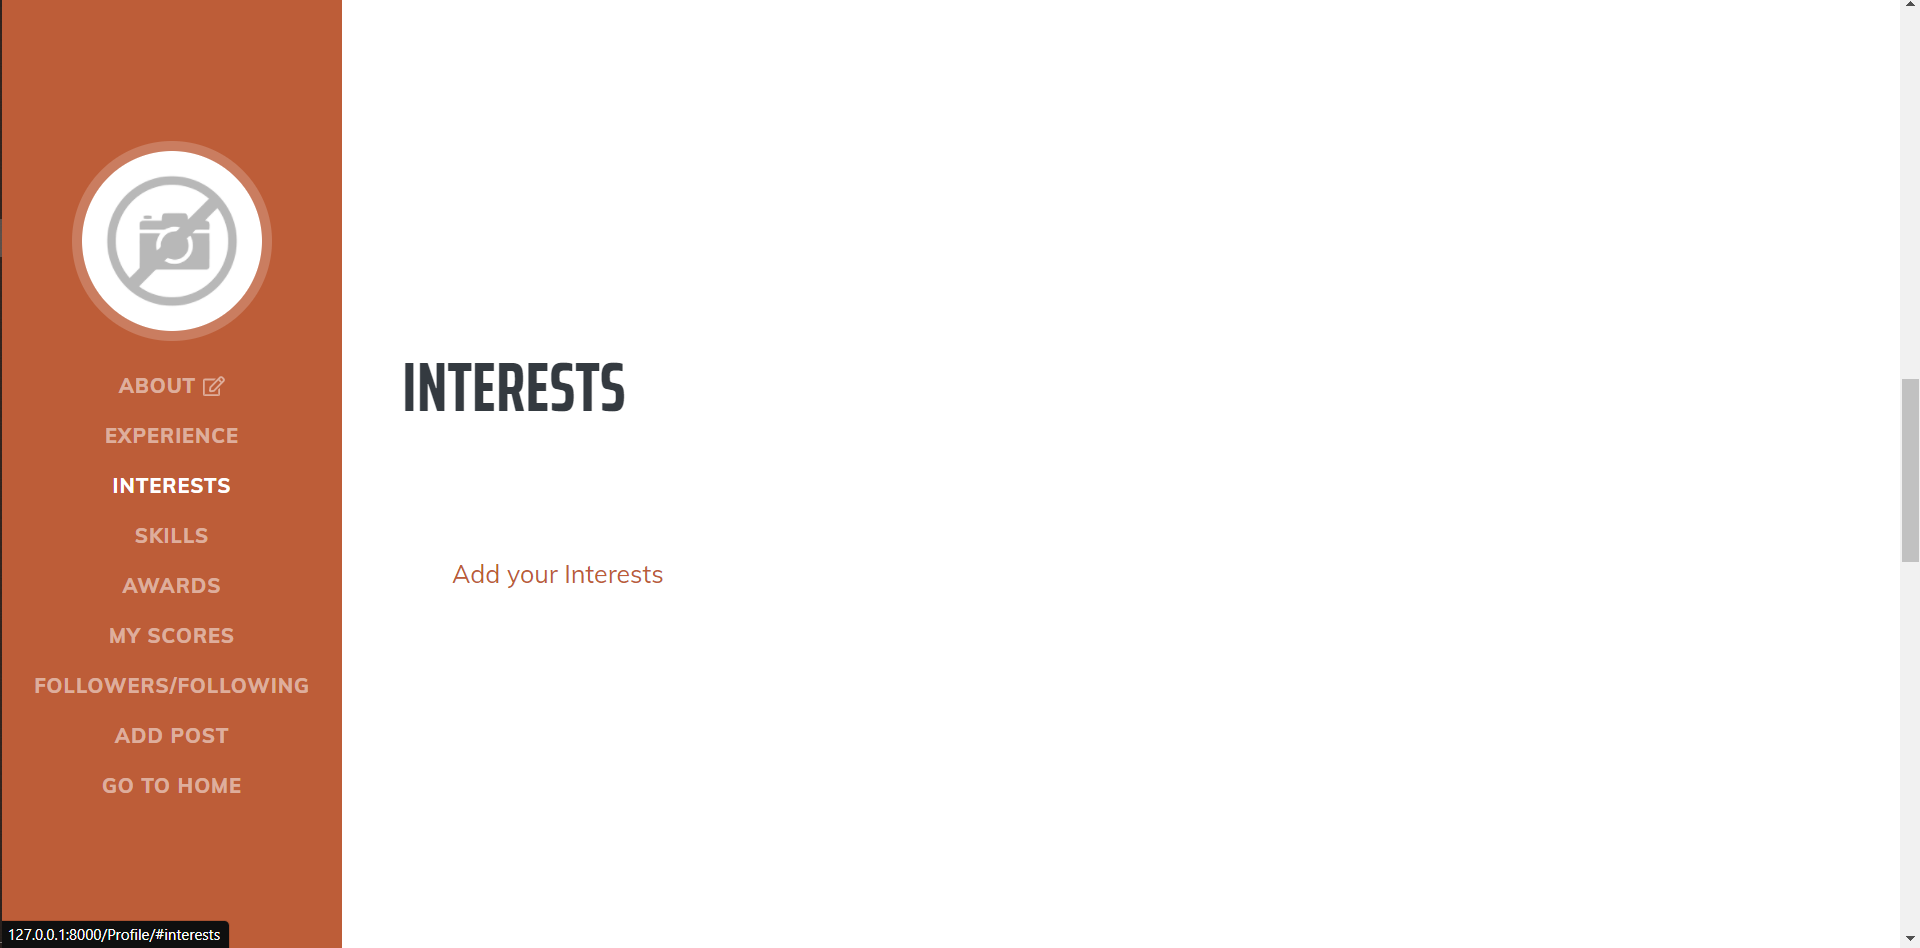 ABOUT
EXPERIENCE
INTERESTS
SKILLS
AWARDS
MY SCORES
FOLLOWERS/FOLLOWING
ADD POST
GO TO HOME
INTERESTS
Add your Interests
127.0.0.1:8000/Profile/#interests